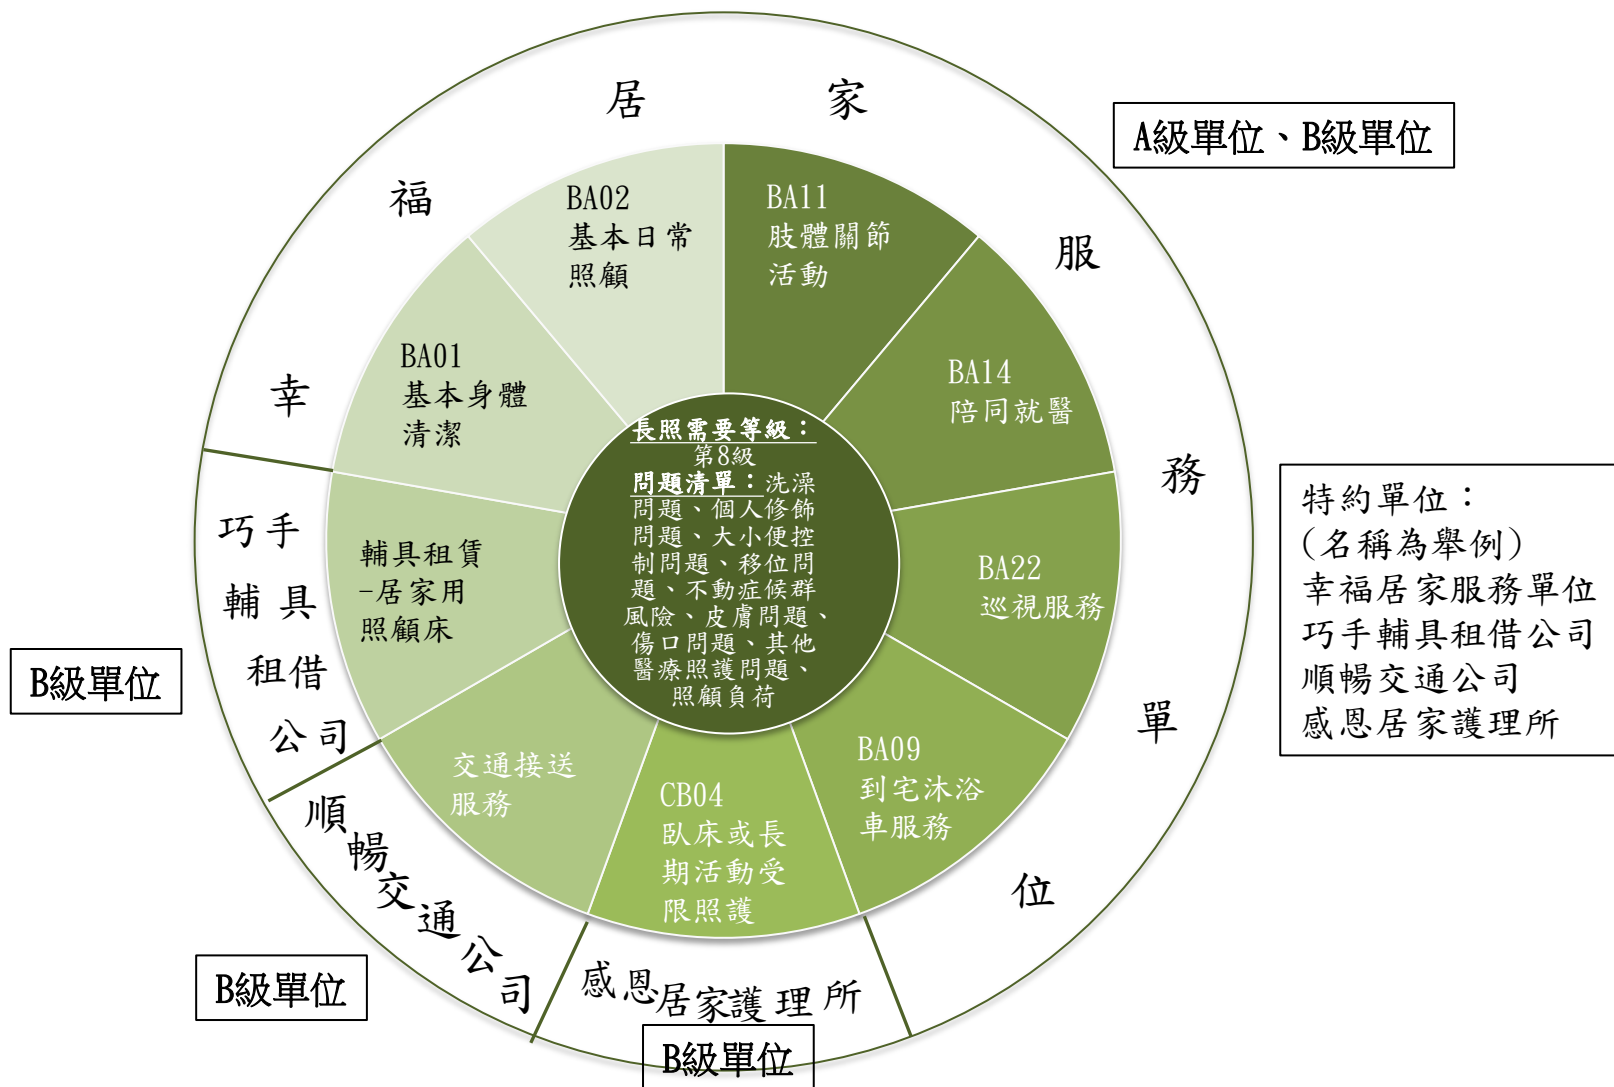 幸福居家服務單位
A級單位、B級單位
BA02
基本日常
照顧
BA11
肢體關節
活動
BA01
基本身體
清潔
BA14
陪同就醫
長照需要等級：
第8級
問題清單：洗澡
問題、個人修飾
問題、大小便控
制問題、移位問
題、不動症候群
風險、皮膚問題、
傷口問題、其他
醫療照護問題、
照顧負荷
輔具租賃
-居家用
照顧床
BA22
巡視服務
交通接送
服務
CB04
臥床或長
期活動受
限照護
BA09
到宅沐浴
車服務
巧手
輔具
租借
公司
B級單位
順暢交通公司
B級單位
感恩居家護理所
B級單位
特約單位：
(名稱為舉例)
幸福居家服務單位
巧手輔具租借公司
順暢交通公司
感恩居家護理所